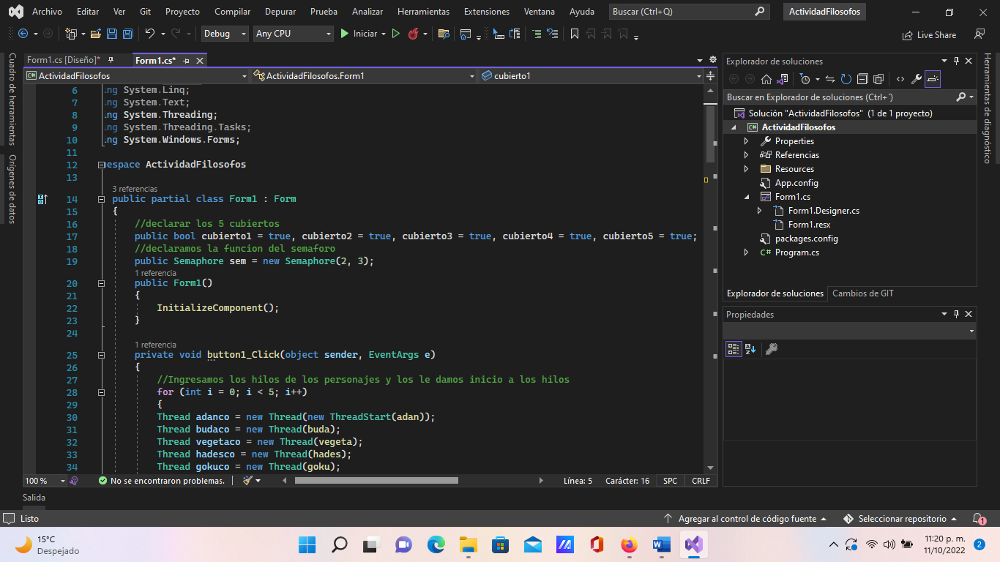 Archivo Editar Ver Git Proyecto Compilar Depurar Prueba Analizar Herramientas Extensiones Ventana Ayuda Buscar (Ctrl+Q) ActividadFilosofos
Debug Any CPU Iniciar Live Share
Cuadro de herramientas
Orígenes de datos
Form1.cs [Diseño]* Form1.cs*
ActividadFilosofos ActividadFilosofos.Form1 cubierto1
6 ing System.Linq;
7 ing System.Text;
8 ing System.Threading;
9 ing System.Threading.Tasks;
10 ing System.Windows.Forms;
11
12 mespace ActividadFilosofos
13
3 referencias
14 public partial class Form1 : Form
15 {
16 //declarar los 5 cubiertos
17 public bool cubierto1 = true, cubierto2 = true, cubierto3 = true, cubierto4 = true, cubierto5 = true;
18 //declaramos la funcion del semaforo
19 public Semaphore sem = new Semaphore(2, 3);
1 referencia
20 public Form1()
21 {
22 InitializeComponent();
23 }
24
1 referencia
25 private void button1_Click(object sender, EventArgs e)
26 {
27 //Ingresamos los hilos de los personajes y los le damos inicio a los hilos
28 for (int i = 0; i < 5; i++)
29 {
30 Thread adanco = new Thread(new ThreadStart(adan));
31 Thread budaco = new Thread(buda);
32 Thread vegetaco = new Thread(vegeta);
33 Thread hadesco = new Thread(hades);
34 Thread gokuco = new Thread(goku);
100 % No se encontraron problemas. Línea: 5 Carácter: 16 SPC CRLF
Explorador de soluciones
Buscar en Explorador de soluciones (Ctrl+´)
Solución "ActividadFilosofos" (1 de 1 proyecto)
C# ActividadFilosofos
Properties
Referencias
Resources
App.config
Form1.cs
Form1.Designer.cs
Form1.resx
packages.config
C# Program.cs
Explorador de soluciones Cambios de GIT
Propiedades
Herramientas de diagnóstico
Salida
Listo Agregar al control de código fuente Seleccionar repositorio 1
15°C
Despejado
11:20 p. m.
11/10/2022
2